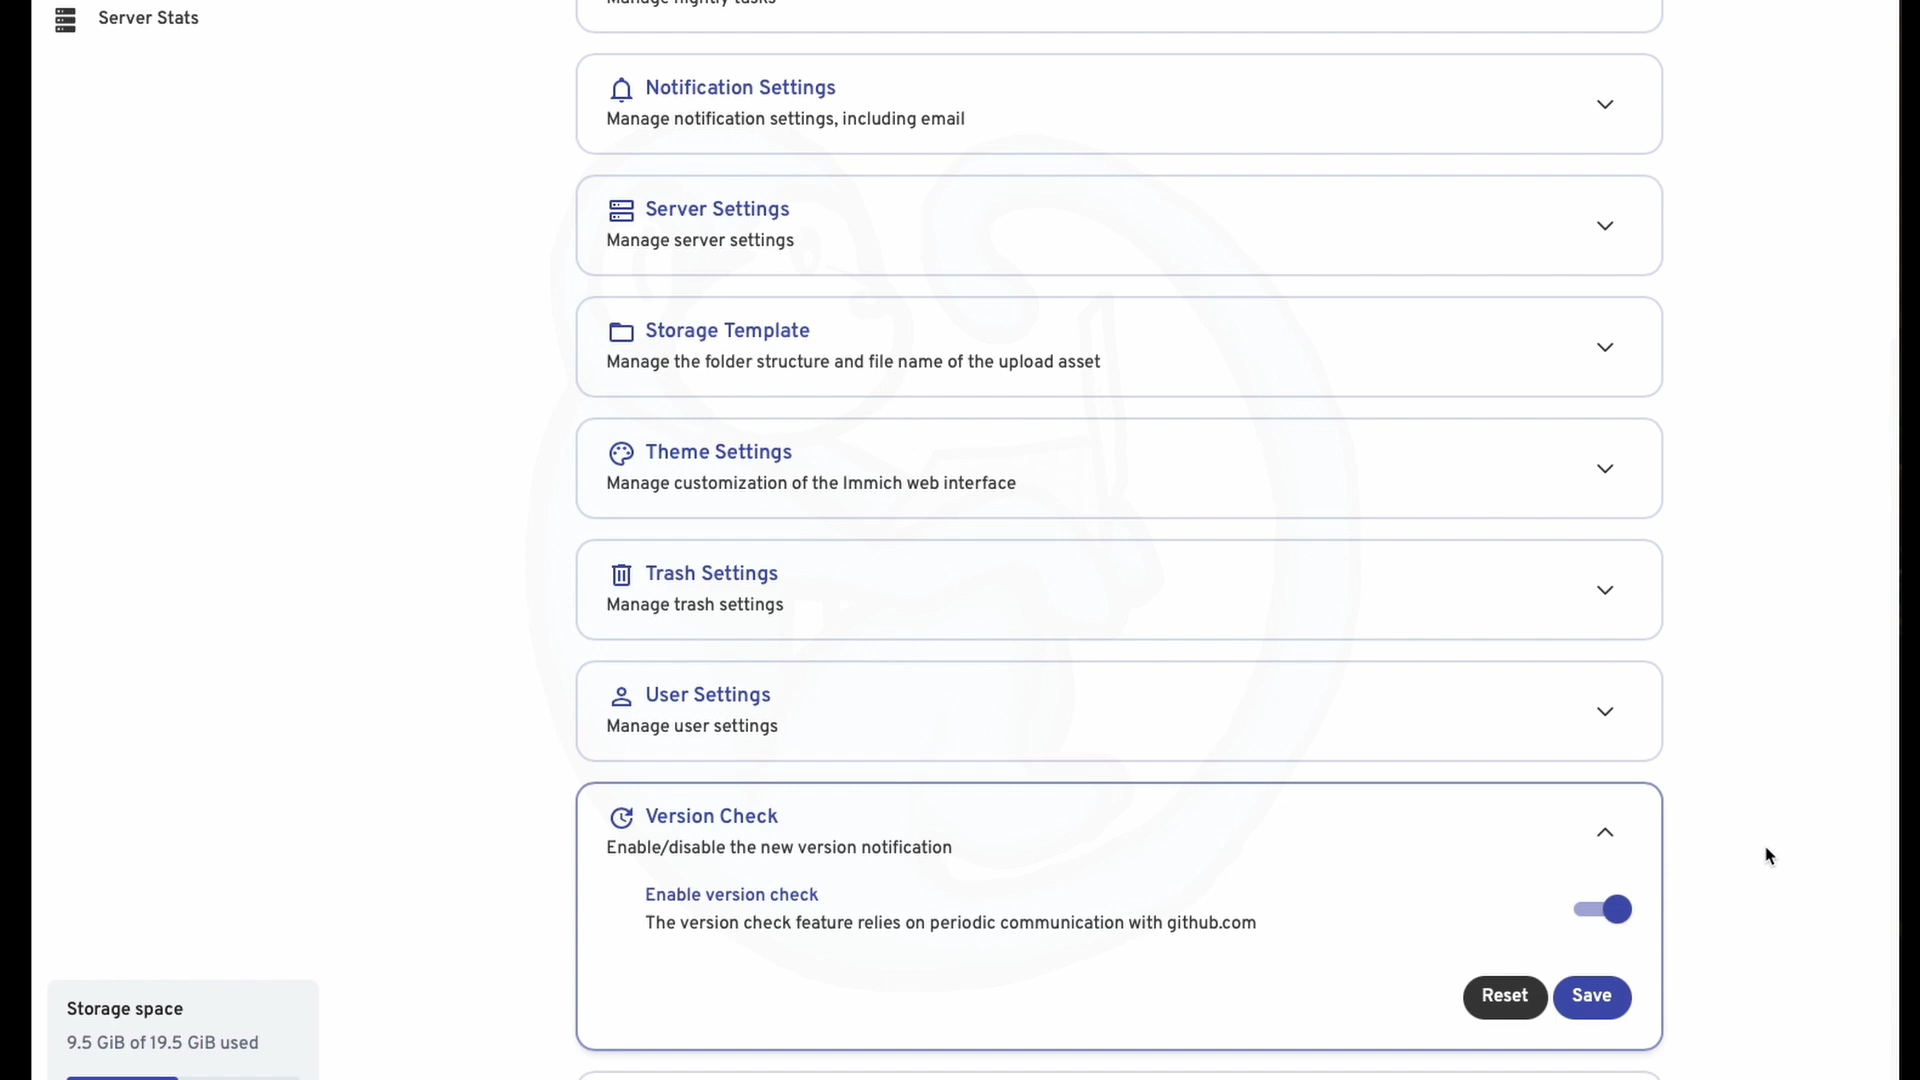 Server Stats
Manage nightly tasks
Notification Settings
Manage notification settings, including email
Server Settings
Manage server settings
Storage Template
Manage the folder structure and file name of the upload asset
Theme Settings
Manage customization of the Immich web interface
Trash Settings
Manage trash settings
User Settings
Manage user settings
Version Check
Enable/disable the new version notification
Enable version check
The version check feature relies on periodic communication with github.com
Reset
Save
Storage space
9.5 GiB of 19.5 GiB used